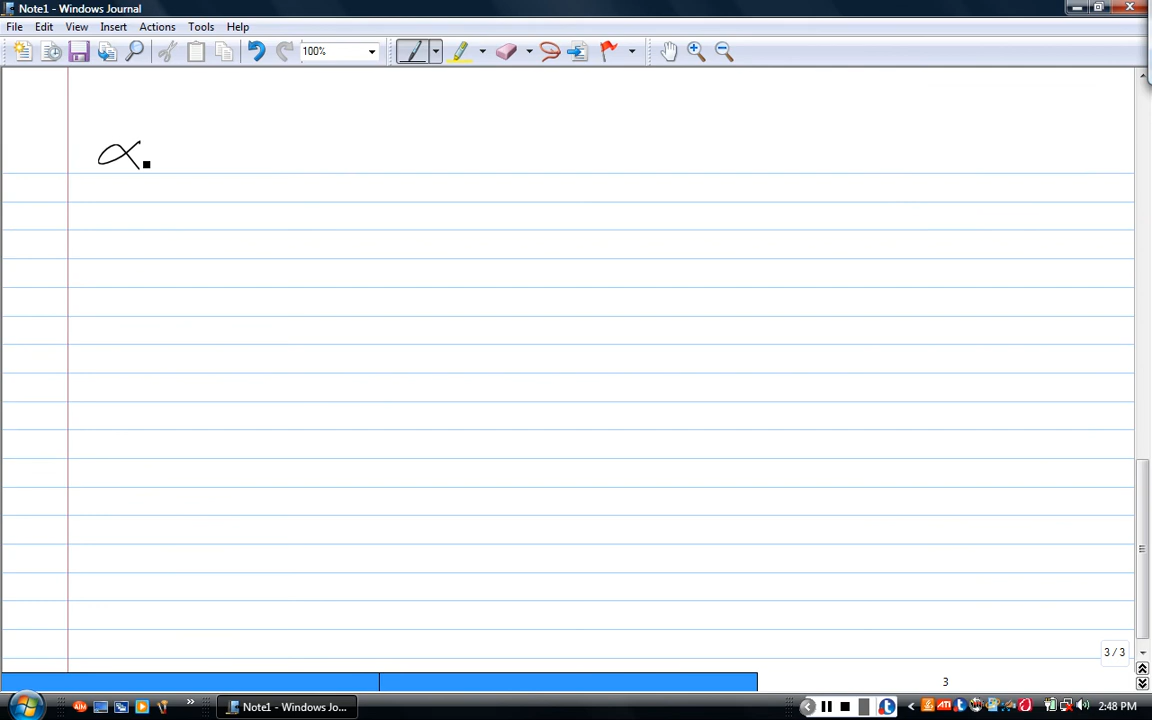 Note1 - Windows Journal
File Edit View Insert Actions Tools Help
100%
α
3 / 3
3
Note1 - Windows Jo...
2:48 PM